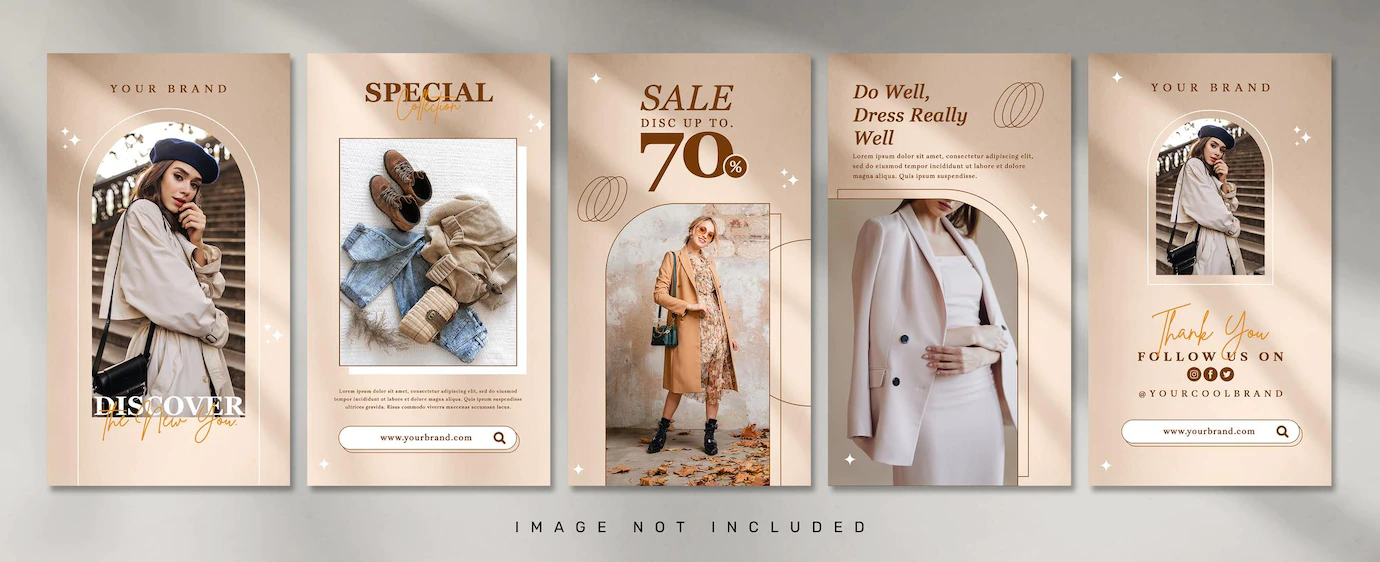 YOUR BRAND
DISCOVER
the New You.
SPECIAL
Collection
Lorem ipsum dolor sit amet, consectetur adipiscing elit, sed do eiusmod
tempor incididunt ut labore et dolore magna aliqua. Quis ipsum suspendisse
ultrices gravida. Risus commodo viverra maecenas accumsan lacus.
www.yourbrand.com
SALE
DISC UP TO.
70%
Do Well,
Dress Really
Well
Lorem ipsum dolor sit amet, consectetur adipiscing elit,
sed do eiusmod tempor incididunt ut labore et dolore
magna aliqua. Quis ipsum suspendisse.
YOUR BRAND
Thank You
FOLLOW US ON
@YOURCOOLBRAND
www.yourbrand.com
IMAGE NOT INCLUDED